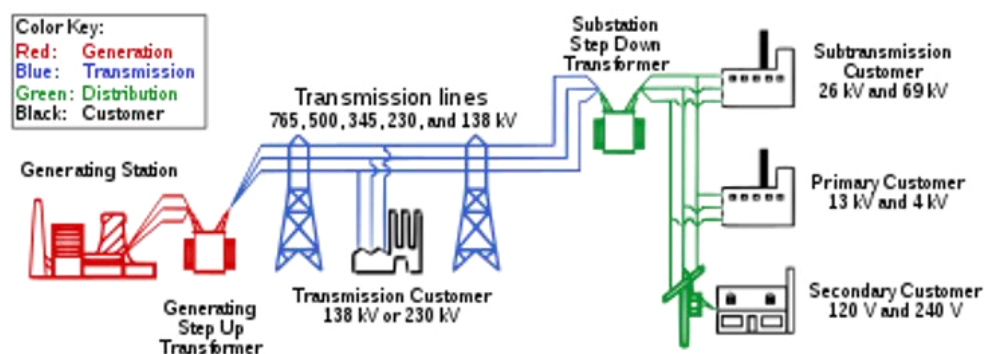 Color Key:
Red: Generation
Blue: Transmission
Green: Distribution
Black: Customer
Generating Station
Generating
Step Up
Transformer
Transmission lines
765, 500, 345, 230, and 138 kV
Transmission Customer
138 kV or 230 kV
Substation
Step Down
Transformer
Subtransmission
Customer
26 kV and 69 kV
Primary Customer
13 kV and 4 kV
Secondary Customer
120 V and 240 V